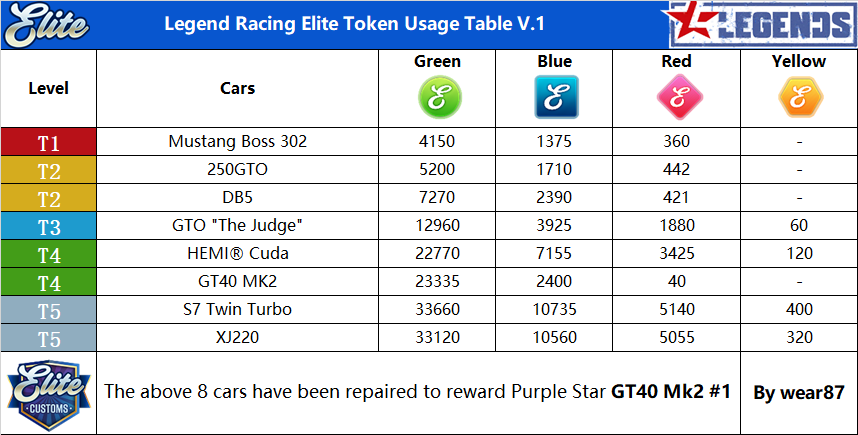 Elite Legend Racing Elite Token Usage Table V.1 LEGENDS
Level Cars Green Blue Red Yellow
E E E E
T1 Mustang Boss 302 4150 1375 360 -
T2 250GTO 5200 1710 442 -
T2 DB5 7270 2390 421 -
T3 GTO "The Judge" 12960 3925 1880 60
T4 HEMI® Cuda 22770 7155 3425 120
T4 GT40 MK2 23335 2400 40 -
T5 S7 Twin Turbo 33660 10735 5140 400
T5 XJ220 33120 10560 5055 320
Elite
CUSTOMS
The above 8 cars have been repaired to reward Purple Star GT40 Mk2 #1 By wear87